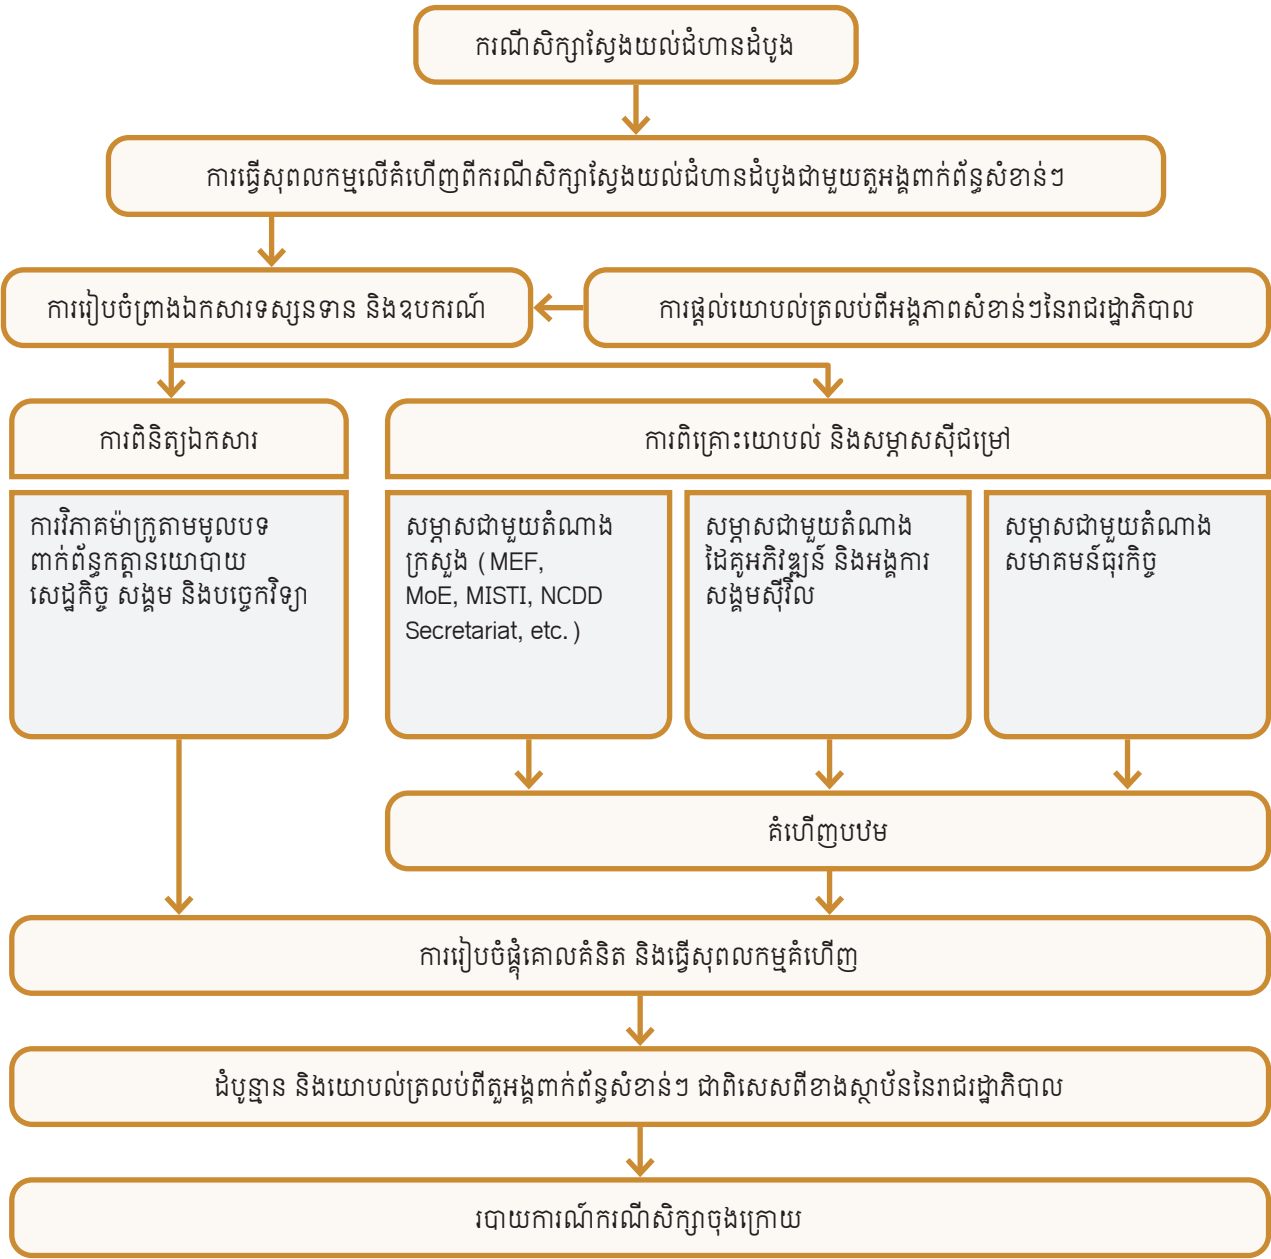 ករណីសិក្សាស្វែងយល់ជំហានដំបូង
ការធ្វើសុពលកម្មលើគំហើញពីករណីសិក្សាស្វែងយល់ជំហានដំបូងជាមួយតួអង្គពាក់ព័ន្ធសំខាន់ៗ
ការរៀបចំព្រាងឯកសារទស្សនទាន និងឧបករណ៍
ការផ្តល់យោបល់ត្រលប់ពីអង្គភាពសំខាន់ៗនៃរាជរដ្ឋាភិបាល
ការពិនិត្យឯកសារ
ការពិគ្រោះយោបល់ និងសម្ភាសស៊ីជម្រៅ
ការវិភាគម៉ាក្រូតាមមូលបទ
ពាក់ព័ន្ធកត្តានយោបាយ
សេដ្ឋកិច្ច សង្គម និងបច្ចេកវិទ្យា
សម្ភាសជាមួយតំណាង
ក្រសួង (MEF,
MoE, MISTI, NCDD
Secretariat, etc.)
សម្ភាសជាមួយតំណាង
ដៃគូអភិវឌ្ឍន៍ និងអង្គការ
សង្គមស៊ីវិល
សម្ភាសជាមួយតំណាង
សមាគមន៍ធុរកិច្ច
គំហើញបឋម
ការរៀបចំផ្គុំគោលគំនិត និងធ្វើសុពលកម្មគំហើញ
ដំបូន្មាន និងយោបល់ត្រលប់ពីតួអង្គពាក់ព័ន្ធសំខាន់ៗ ជាពិសេសពីខាងស្ថាប័ននៃរាជរដ្ឋាភិបាល
របាយការណ៍ករណីសិក្សាចុងក្រោយ